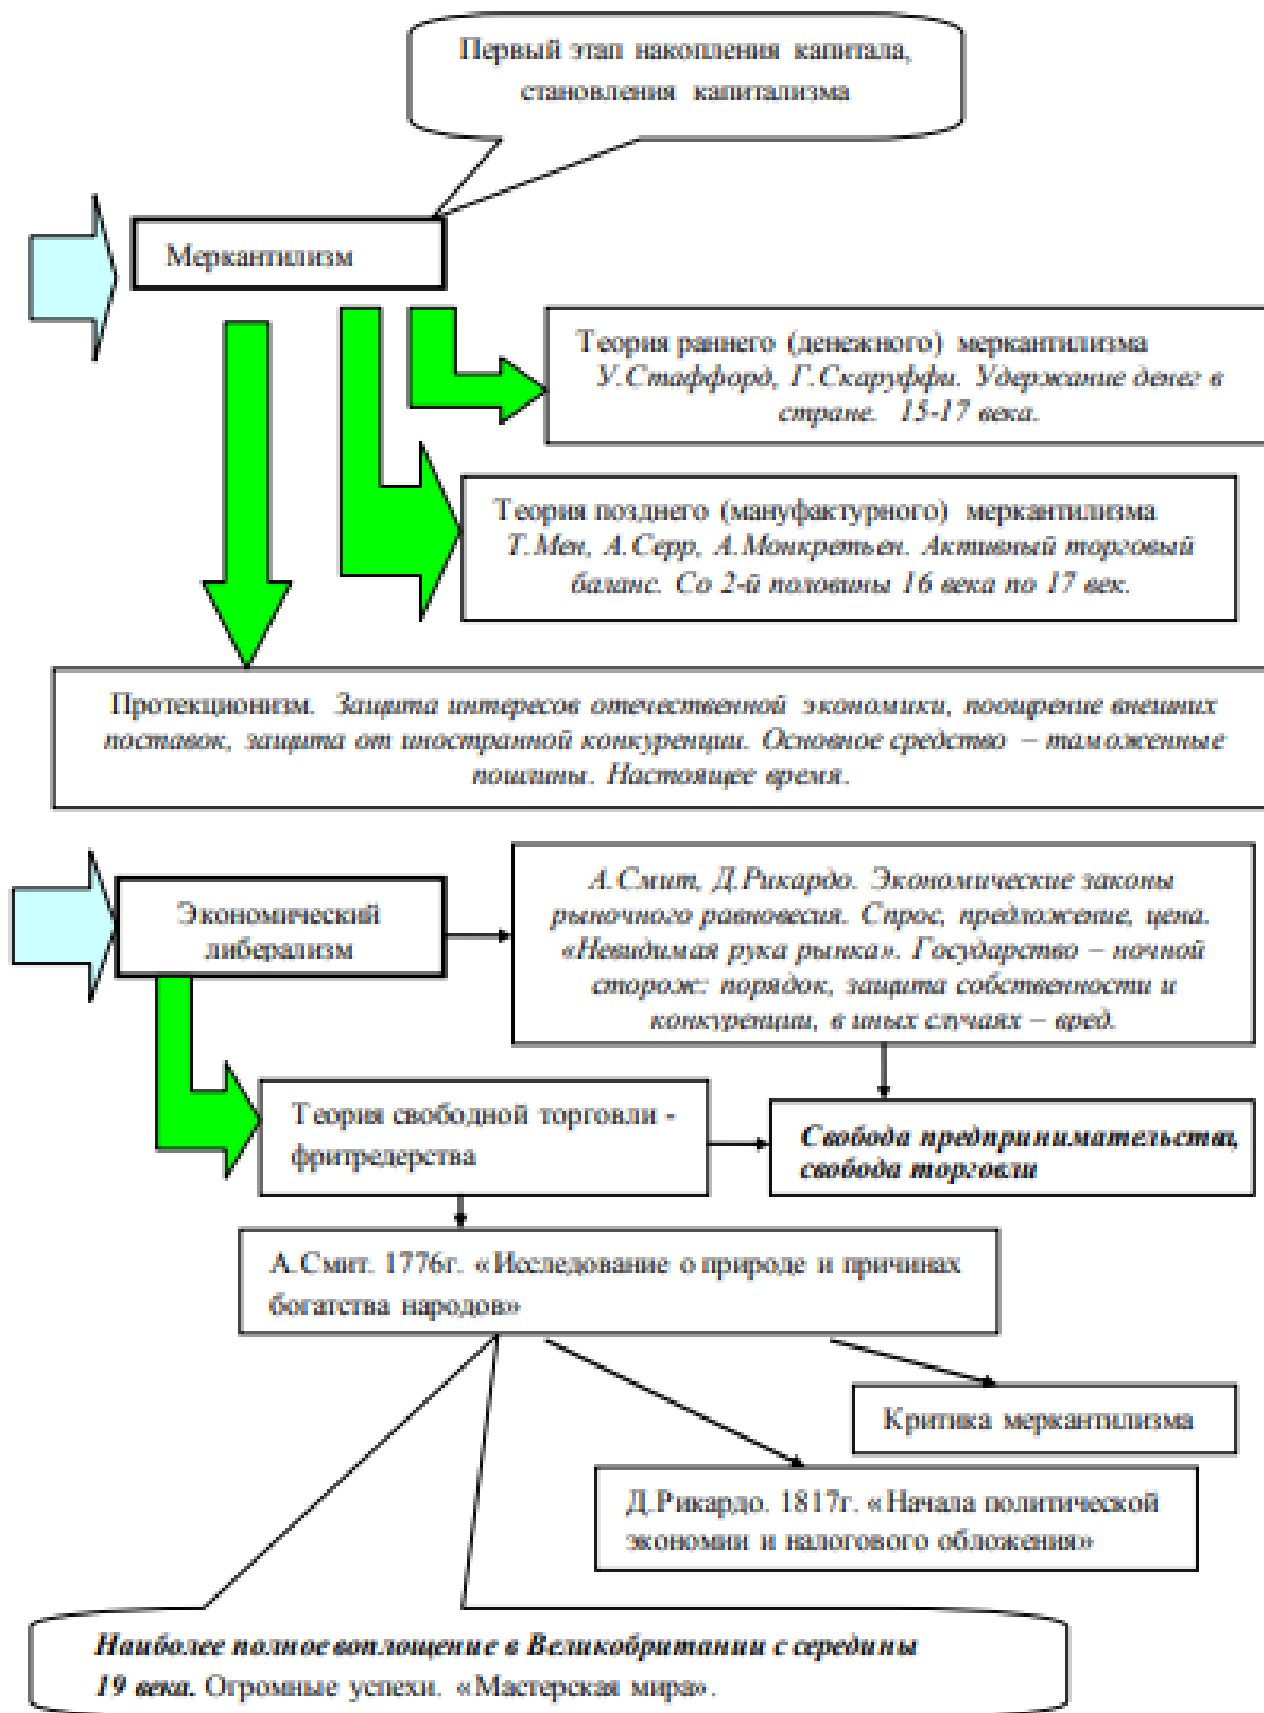 Первый этап накопления капитала,
становления капитализма
Меркантилизм
Теория раннего (денежного) меркантилизма
У.Стаффорд, Г.Скаруффи. Удержание денег в
стране. 15-17 века.
Теория позднего (мануфактурного) меркантилизма
Т.Мен, А.Серр, А.Монкретьен. Активный торговый
баланс. Со 2-й половины 16 века по 17 век.
Протекционизм. Защита интересов отечественной экономики, поощрение внешних
поставок, защита от иностранной конкуренции. Основное средство – таможенные
пошлины. Настоящее время.
Экономический
либерализм
А.Смит, Д.Рикардо. Экономические законы
рыночного равновесия. Спрос, предложение, цена.
«Невидимая рука рынка». Государство – ночной
сторож: порядок, защита собственности и
конкуренции, в иных случаях – вред.
Теория свободной торговли -
фритредерства
Свобода предпринимательства,
свобода торговли
А.Смит. 1776г. «Исследование о природе и причинах
богатства народов»
Критика меркантилизма
Д.Рикардо. 1817г. «Начала политической
экономии и налогового обложения»
Наиболее полное воплощение в Великобритании с середины
19 века. Огромные успехи. «Мастерская мира».